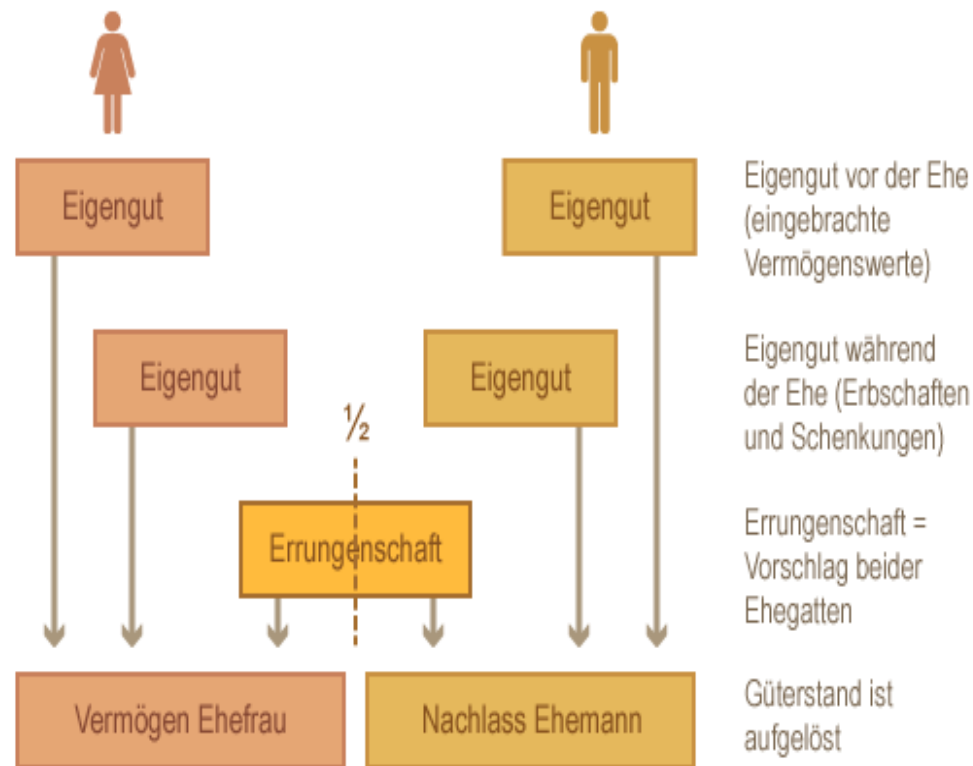 Eigengut
Eigengut
Eigengut vor der Ehe
(eingebrachte
Vermögenswerte)
Eigengut
Eigengut
Eigengut während
der Ehe (Erbschaften
und Schenkungen)
½
Errungenschaft
Errungenschaft =
Vorschlag beider
Ehegatten
Vermögen Ehefrau
Nachlass Ehemann
Güterstand ist
aufgelöst